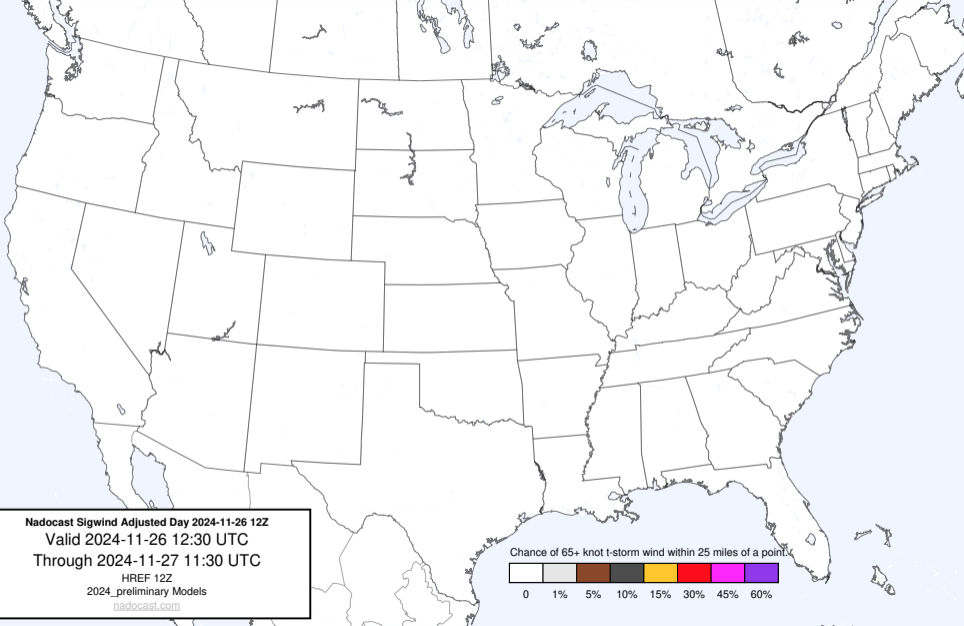 Nadocast Sigwind Adjusted Day 2024-11-26 12Z
Valid 2024-11-26 12:30 UTC
Through 2024-11-27 11:30 UTC
HREF 12Z
2024_preliminary Models
nadocast.com
Chance of 65+ knot t-storm wind within 25 miles of a point.
0 1% 5% 10% 15% 30% 45% 60%